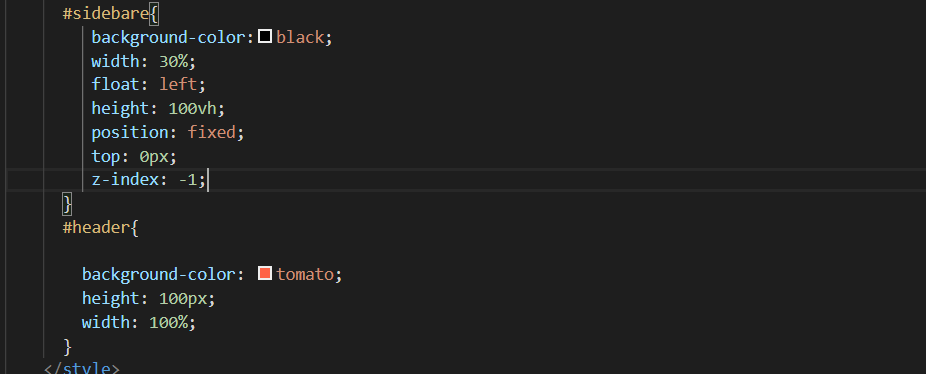 #sidebare{
background-color: black;
width: 30%;
float: left;
height: 100vh;
position: fixed;
top: 0px;
z-index: -1;
}
#header{
background-color: tomato;
height: 100px;
width: 100%;
}
</style>